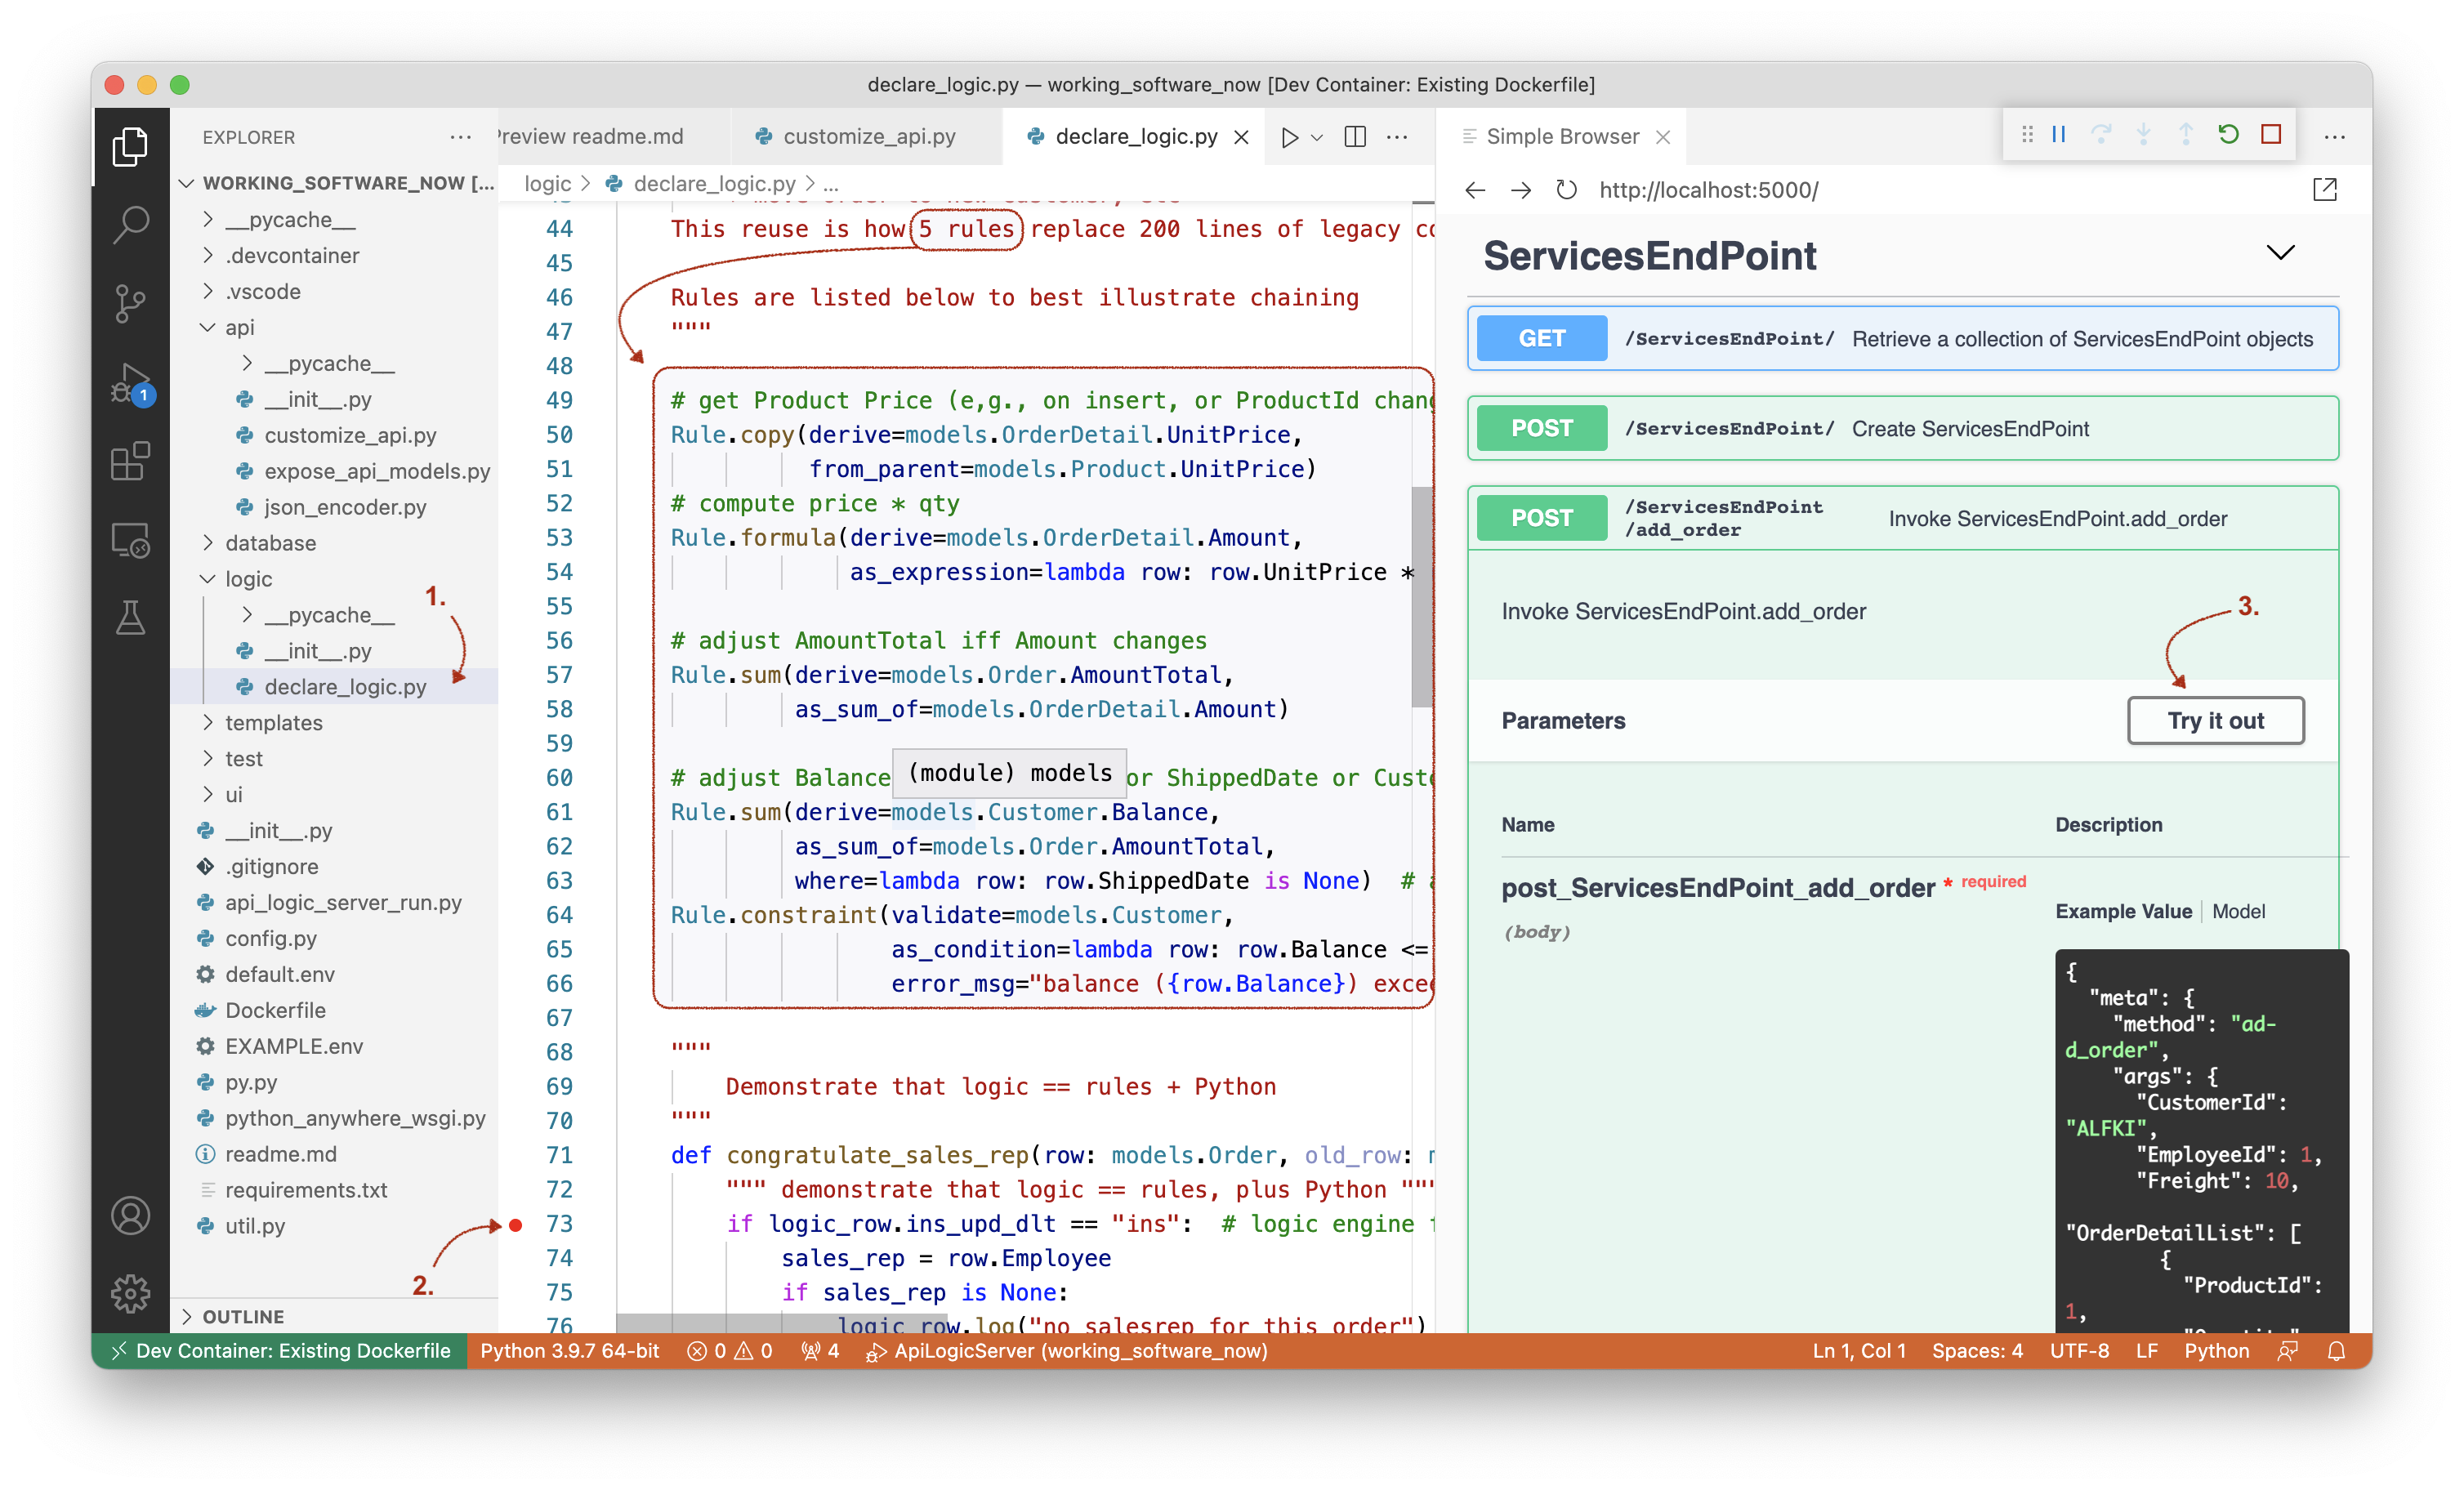 declare_logic.py — working_software_now [Dev Container: Existing Dockerfile]
EXPLORER
WORKING_SOFTWARE_NOW [...
__pycache__
.devcontainer
.vscode
api
__pycache__
__init__.py
customize_api.py
expose_api_models.py
json_encoder.py
database
logic
1.
__pycache__
__init__.py
declare_logic.py
templates
test
ui
__init__.py
.gitignore
api_logic_server_run.py
config.py
default.env
Dockerfile
EXAMPLE.env
py.py
python_anywhere_wsgi.py
readme.md
requirements.txt
util.py
2.
OUTLINE
1
Preview readme.md
customize_api.py
declare_logic.py
logic > declare_logic.py > ...
44 This reuse is how 5 rules replace 200 lines of legacy
45
46 Rules are listed below to best illustrate chaining
47 """
48
49 # get Product Price (e,g., on insert, or ProductId
50 Rule.copy(derive=models.OrderDetail.UnitPrice,
51 from_parent=models.Product.UnitPrice)
52 # compute price * qty
53 Rule.formula(derive=models.OrderDetail.Amount,
54 as_expression=lambda row: row.UnitPrice *
55
56 # adjust AmountTotal iff Amount changes
57 Rule.sum(derive=models.Order.AmountTotal,
58 as_sum_of=models.OrderDetail.Amount)
59
(module) models
60 # adjust Balance or ShippedDate or
61 Rule.sum(derive=models.Customer.Balance,
62 as_sum_of=models.Order.AmountTotal,
63 where=lambda row: row.ShippedDate is None) #
64 Rule.constraint(validate=models.Customer,
65 as_condition=lambda row: row.Balance <=
66 error_msg="balance ({row.Balance})
67
68 """
69 Demonstrate that logic == rules + Python
70 """
71 def congratulate_sales_rep(row: models.Order, old_row:
72 """ demonstrate that logic == rules, plus Python """
73 if logic_row.ins_upd_dlt == "ins": # logic engine
74 sales_rep = row.Employee
75 if sales_rep is None:
76 logic_row.log("no salesrep for this order")
Simple Browser
http://localhost:5000/
ServicesEndPoint
GET /ServicesEndPoint/ Retrieve a collection of ServicesEndPoint objects
POST /ServicesEndPoint/ Create ServicesEndPoint
POST /ServicesEndPoint
/add_order Invoke ServicesEndPoint.add_order
Invoke ServicesEndPoint.add_order
3.
Parameters Try it out
Name Description
post_ServicesEndPoint_add_order * required
(body)
Example Value | Model
{
"meta": {
"method": "ad-
d_order",
"args": {
"CustomerId":
"ALFKI",
"EmployeeId": 1,
"Freight": 10,
"OrderDetailList": [
{
"ProductId":
1,
Dev Container: Existing Dockerfile Python 3.9.7 64-bit 0 0 4 ApiLogicServer (working_software_now) Ln 1, Col 1 Spaces: 4 UTF-8 LF Python